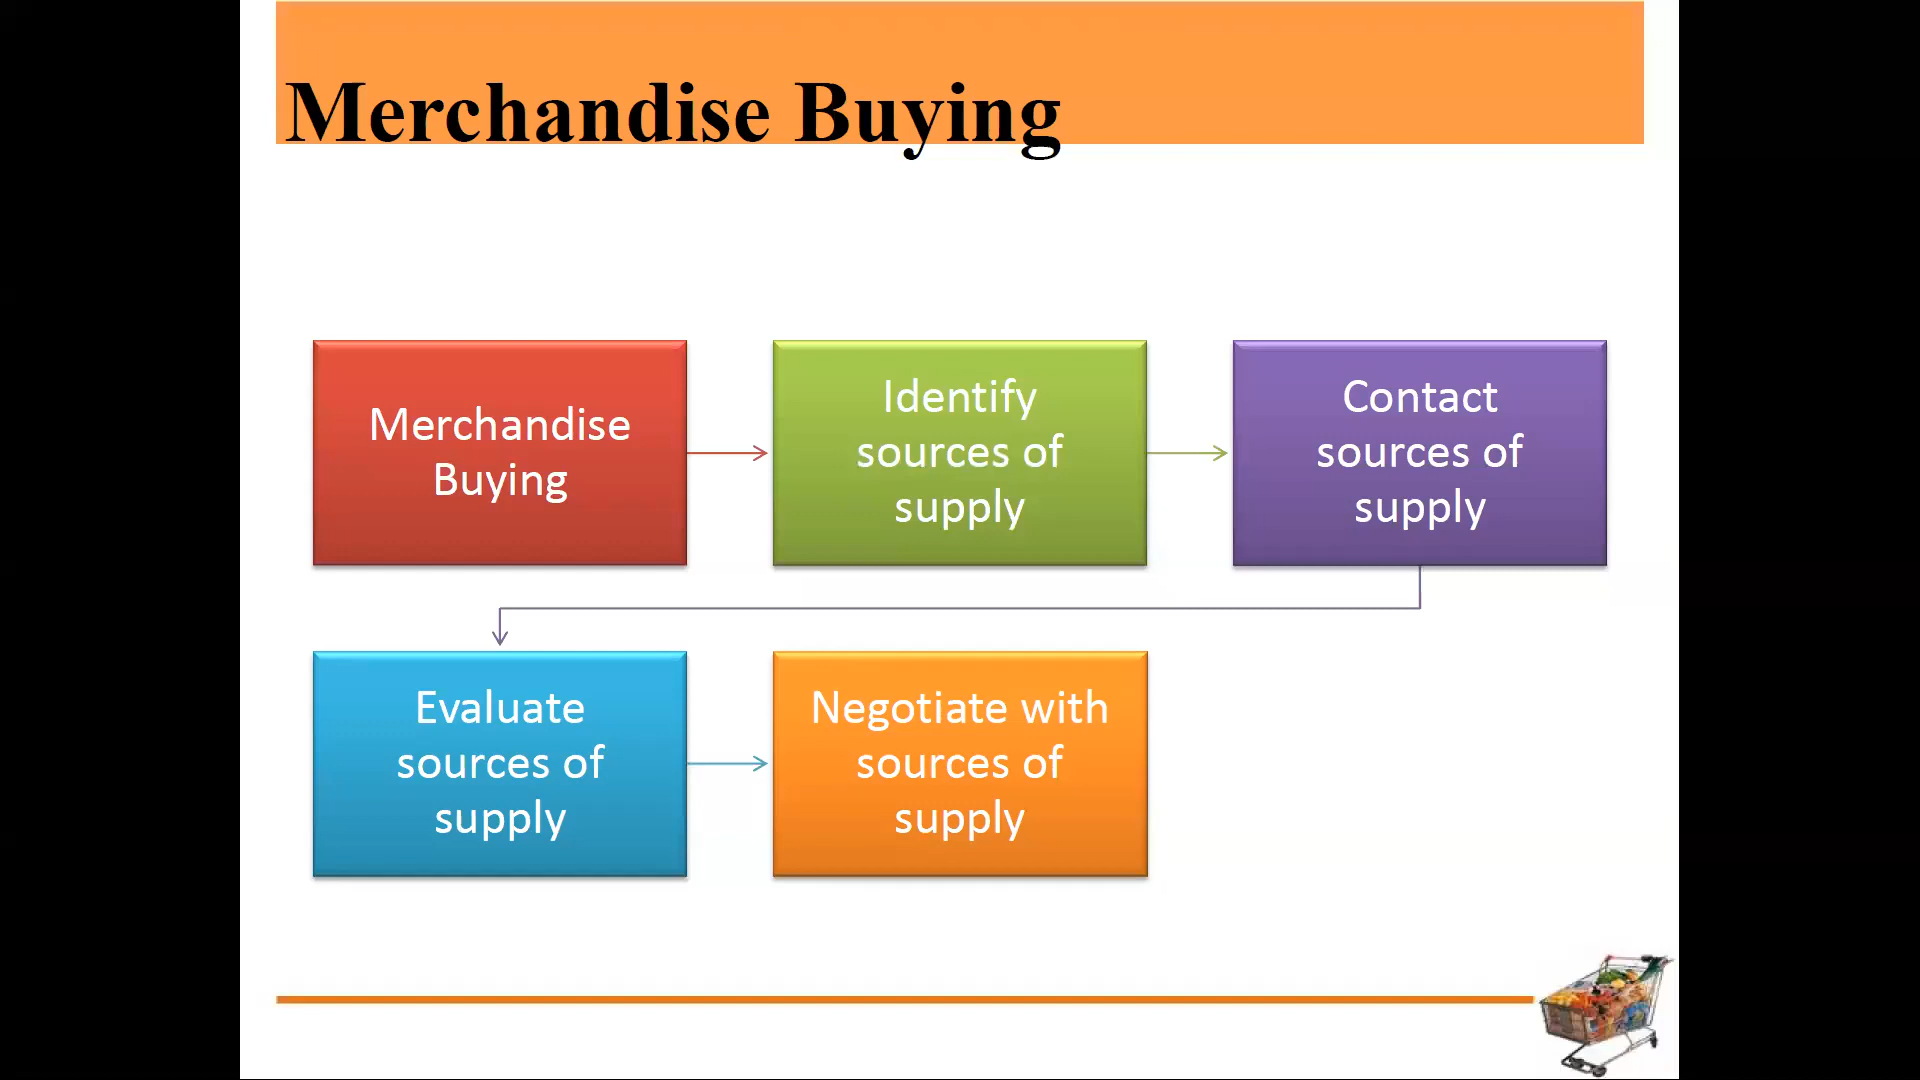 Merchandise Buying
Merchandise
Buying
Identify
sources of
supply
Contact
sources of
supply
Evaluate
sources of
supply
Negotiate with
sources of
supply